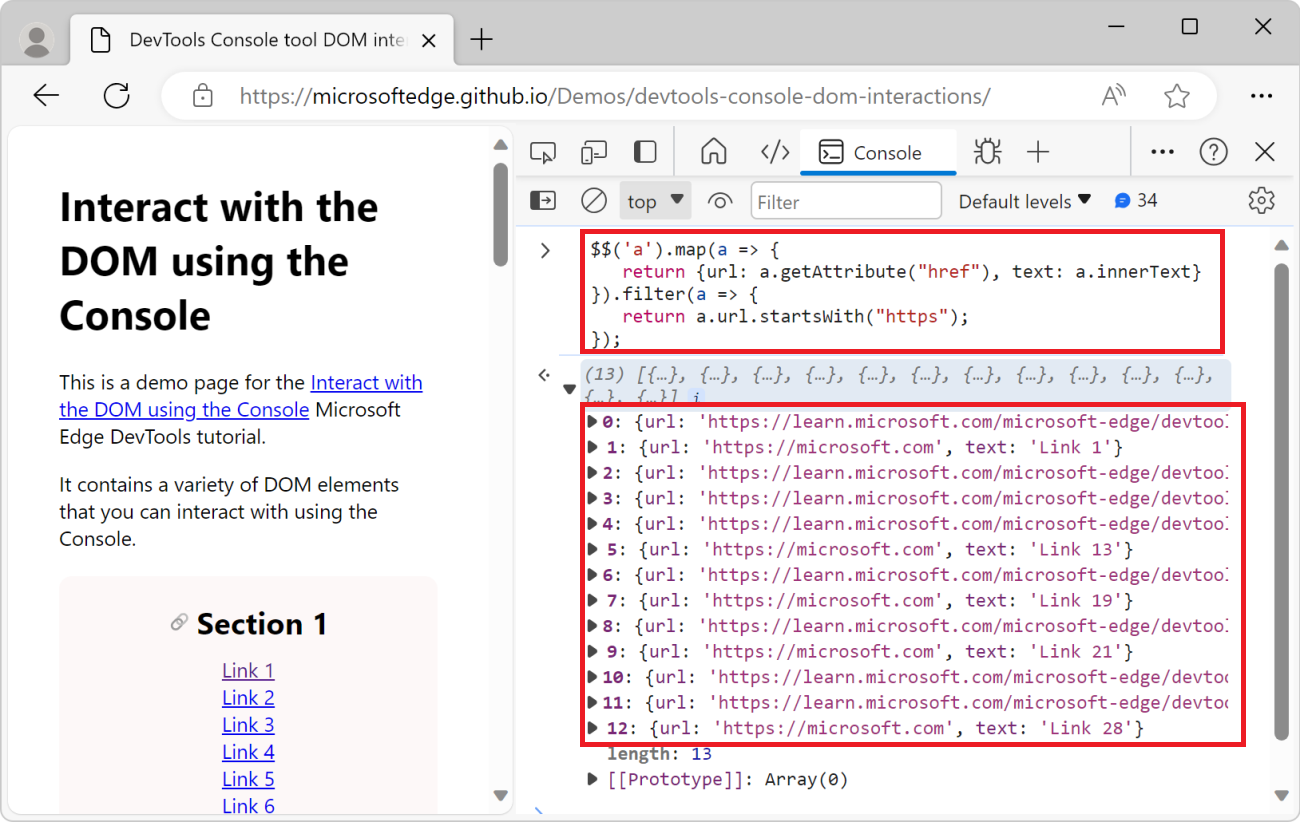 DevTools Console tool DOM inte
https://microsoftedge.github.io/Demos/devtools-console-dom-interactions/
Interact with the
DOM using the
Console
This is a demo page for the Interact with
the DOM using the Console Microsoft
Edge DevTools tutorial.
It contains a variety of DOM elements
that you can interact with using the
Console.
Section 1
Link 1
Link 2
Link 3
Link 4
Link 5
Link 6
Console
top
Filter
Default levels
34
$$('a').map(a => {
return {url: a.getAttribute("href"), text: a.innerText}
}).filter(a => {
return a.url.startsWith("https");
});
(13) [{…}, {…}, {…}, {…}, {…}, {…}, {…}, {…}, {…}, {…}, {…},
{…}, {…}] i
0: {url: 'https://learn.microsoft.com/microsoft-edge/devtool
1: {url: 'https://microsoft.com', text: 'Link 1'}
2: {url: 'https://learn.microsoft.com/microsoft-edge/devtool
3: {url: 'https://learn.microsoft.com/microsoft-edge/devtool
4: {url: 'https://learn.microsoft.com/microsoft-edge/devtool
5: {url: 'https://microsoft.com', text: 'Link 13'}
6: {url: 'https://learn.microsoft.com/microsoft-edge/devtool
7: {url: 'https://microsoft.com', text: 'Link 19'}
8: {url: 'https://learn.microsoft.com/microsoft-edge/devtool
9: {url: 'https://microsoft.com', text: 'Link 21'}
10: {url: 'https://learn.microsoft.com/microsoft-edge/devtoo
11: {url: 'https://learn.microsoft.com/microsoft-edge/devtoo
12: {url: 'https://microsoft.com', text: 'Link 28'}
length: 13
[[Prototype]]: Array(0)